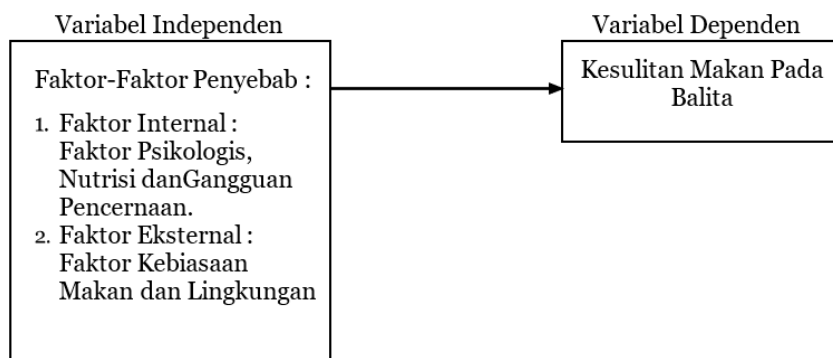 Variabel Independen
Faktor-Faktor Penyebab :
1. Faktor Internal :
Faktor Psikologis,
Nutrisi danGangguan
Pencernaan.
2. Faktor Eksternal :
Faktor Kebiasaan
Makan dan Lingkungan
Variabel Dependen
Kesulitan Makan Pada
Balita